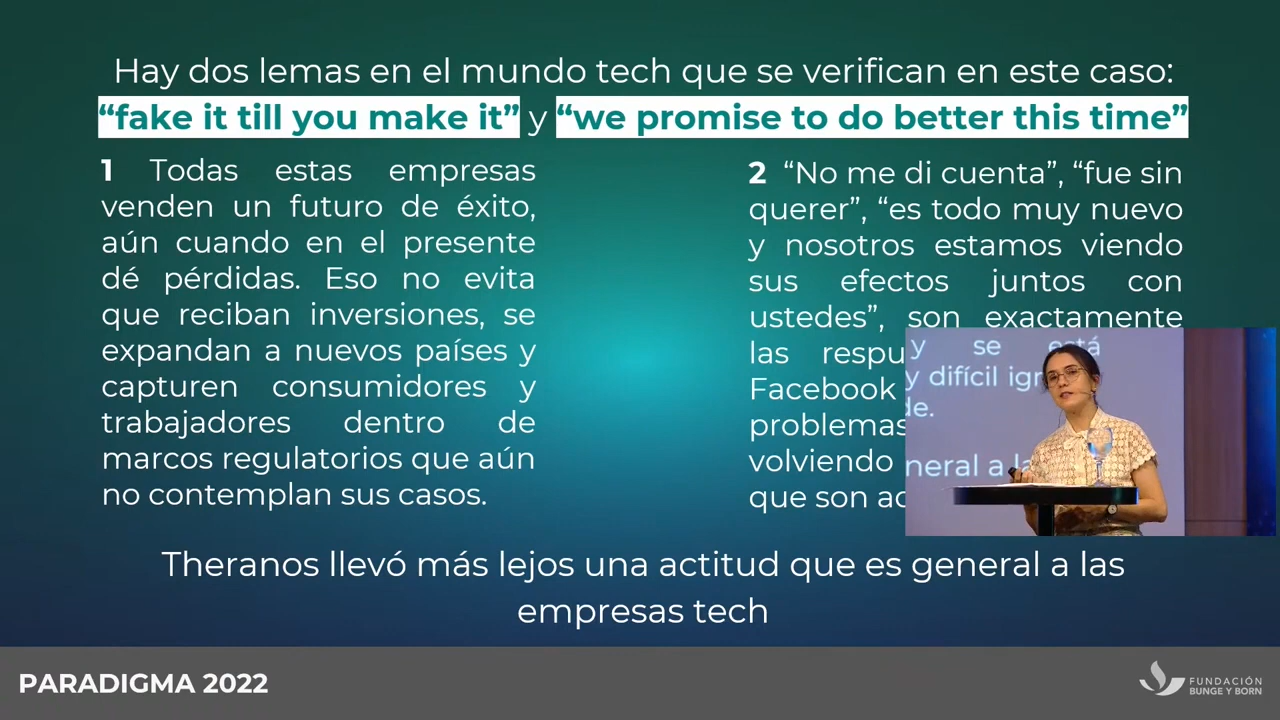 Hay dos lemas en el mundo tech que se verifican en este caso:
“fake it till you make it” y “we promise to do better this time”
1 Todas estas empresas
venden un futuro de éxito,
aún cuando en el presente
dé pérdidas. Eso no evita
que reciban inversiones, se
expandan a nuevos países y
capturen consumidores y
trabajadores dentro de
marcos regulatorios que aún
no contemplan sus casos.
2 “No me di cuenta”, “fue sin
querer”, “es todo muy nuevo
y nosotros estamos viendo
sus efectos juntos con
ustedes”, son exactamente
las
Facebook
problemas
volviendo
que son
y se está
y difícil
de.
a
Theranos llevó más lejos una actitud que es general a las
empresas tech
PARADIGMA 2022
FUNDACIÓN
BUNGE Y BORN